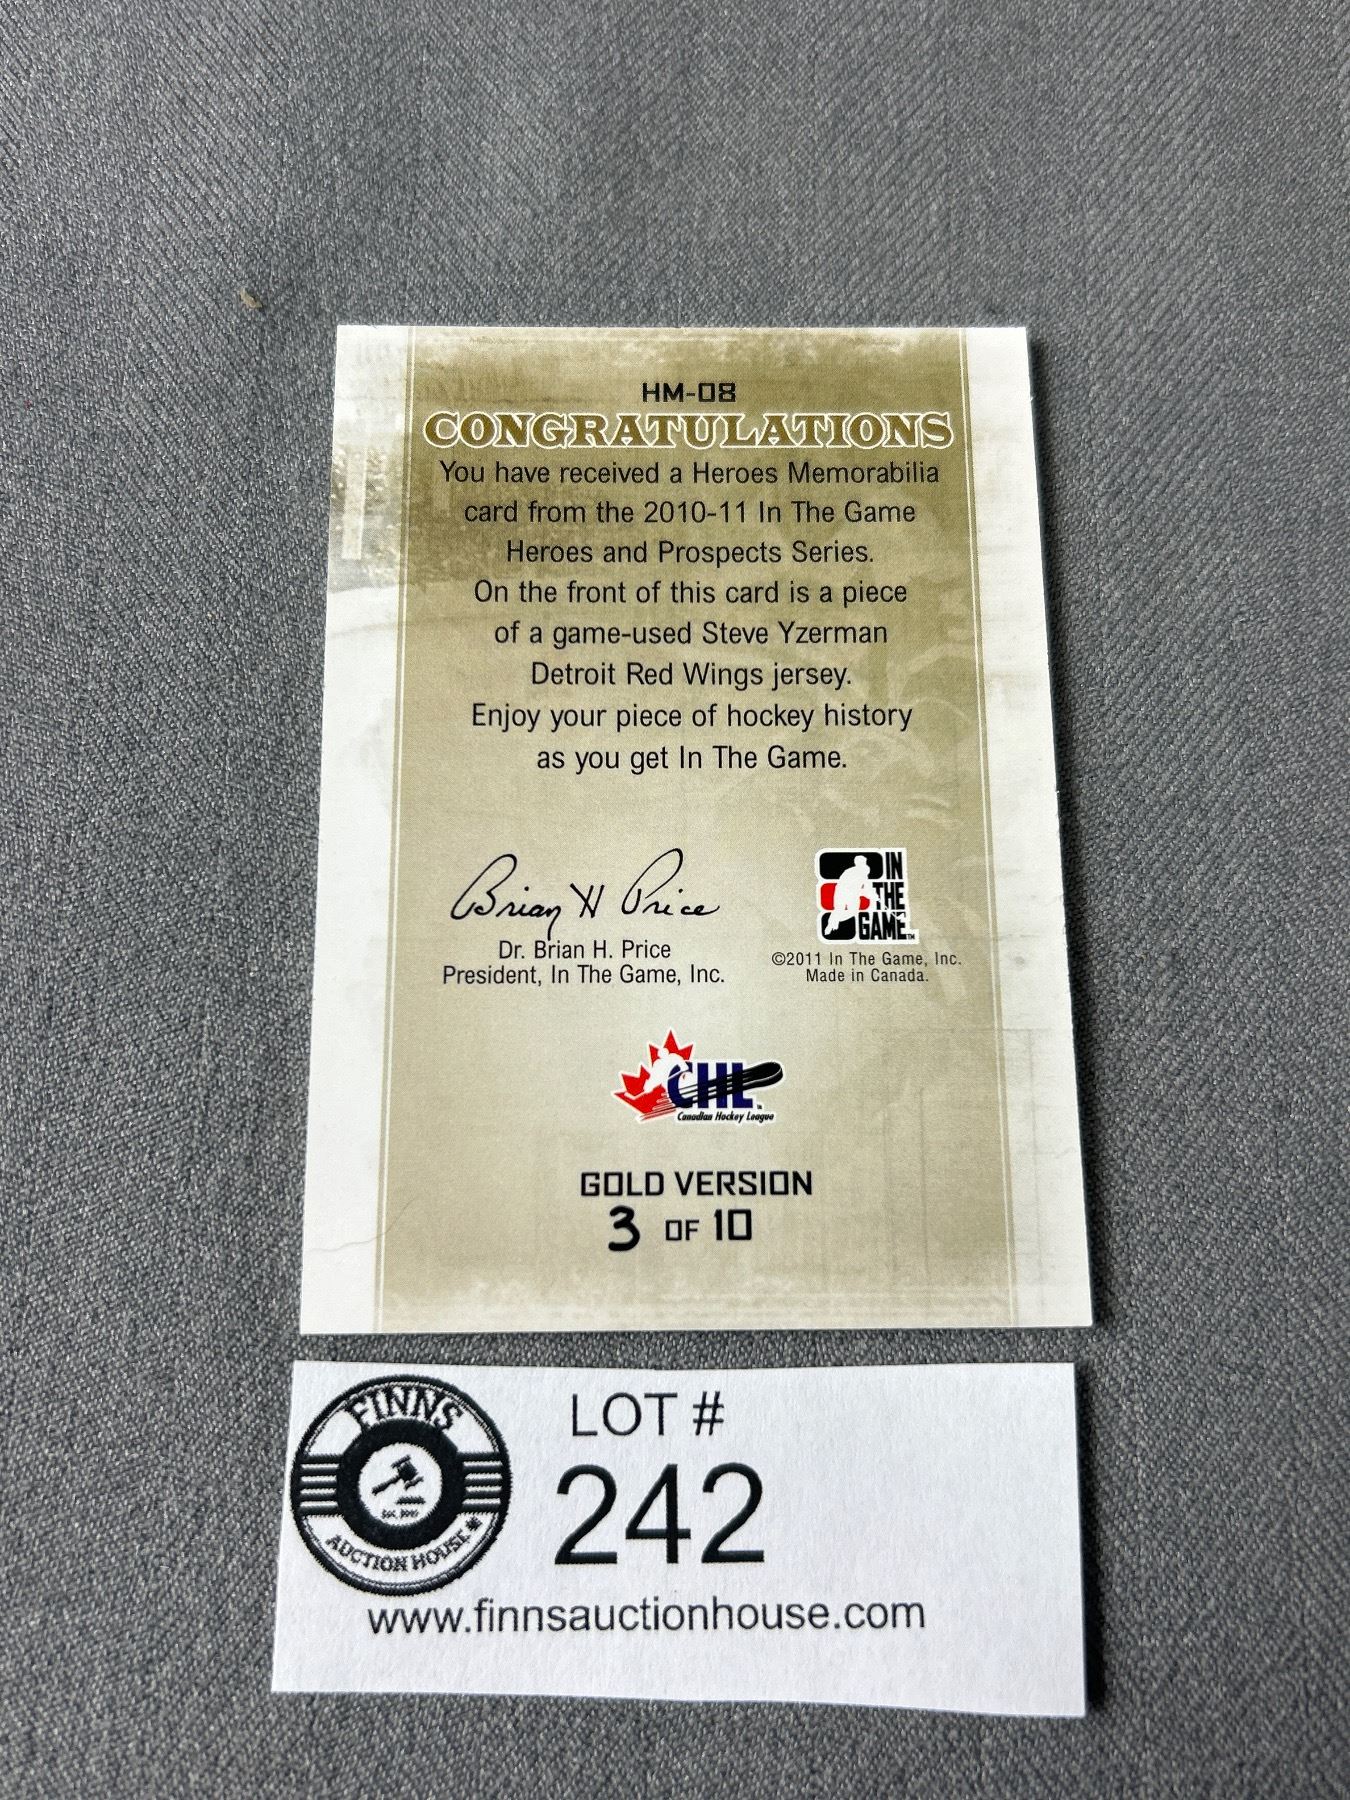 HM-08
CONGRATULATIONS
You have received a Heroes Memorabilia
card from the 2010-11 In The Game
Heroes and Prospects Series.
On the front of this card is a piece
of a game-used Steve Yzerman
Detroit Red Wings jersey.
Enjoy your piece of hockey history
as you get In The Game.
Brian H Price
Dr. Brian H. Price
President, In The Game, Inc.
IN
THE
GAME™
©2011 In The Game, Inc.
Made in Canada.
CHL
Canadian Hockey League
GOLD VERSION
3 OF 10
FINNS
AUCTION HOUSE
LOT #
242
www.finnsauctionhouse.com